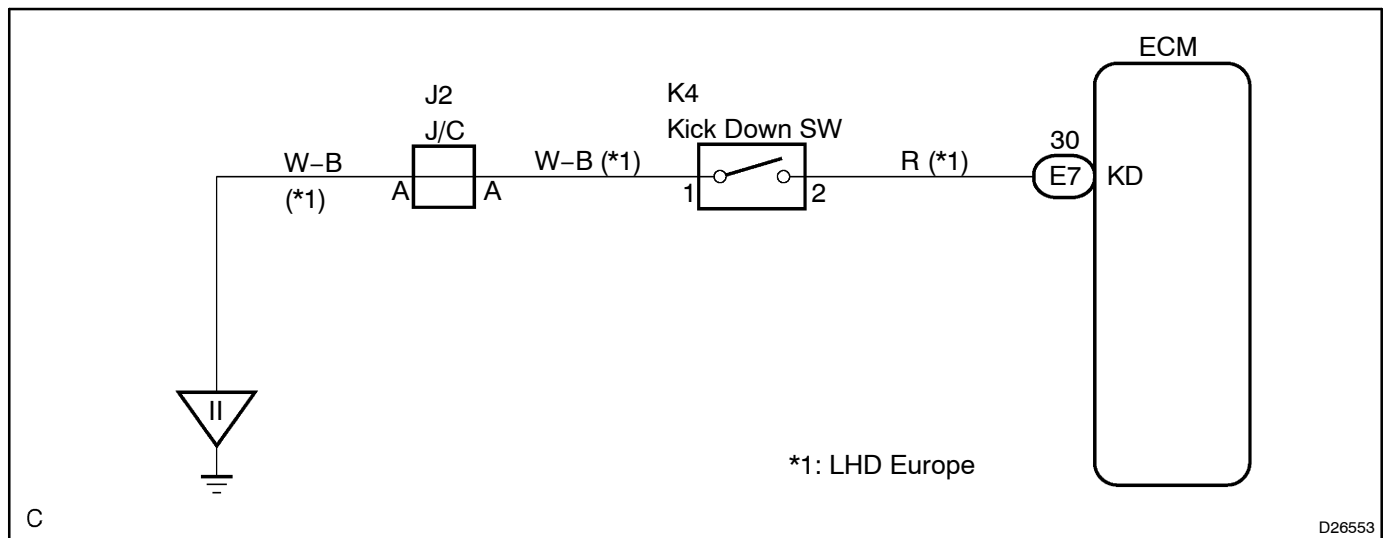 ECM
J2
J/C
K4
Kick Down SW
W–B
(*1)
A
A
W–B (*1)
1
2
R (*1)
30
E7
KD
II
*1: LHD Europe
C
D26553